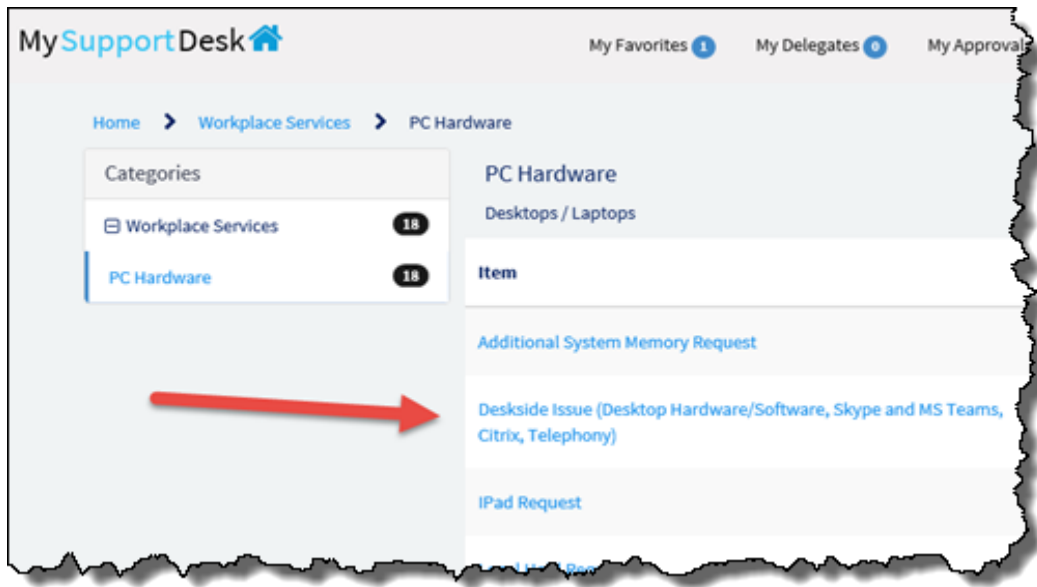 MySupportDesk
My Favorites 1 My Delegates 0 My Approvals
Home Workplace Services PC Hardware
Categories
Workplace Services 18
PC Hardware 18
PC Hardware
Desktops / Laptops
Item
Additional System Memory Request
Deskside Issue (Desktop Hardware/Software, Skype and MS Teams,
Citrix, Telephony)
IPad Request